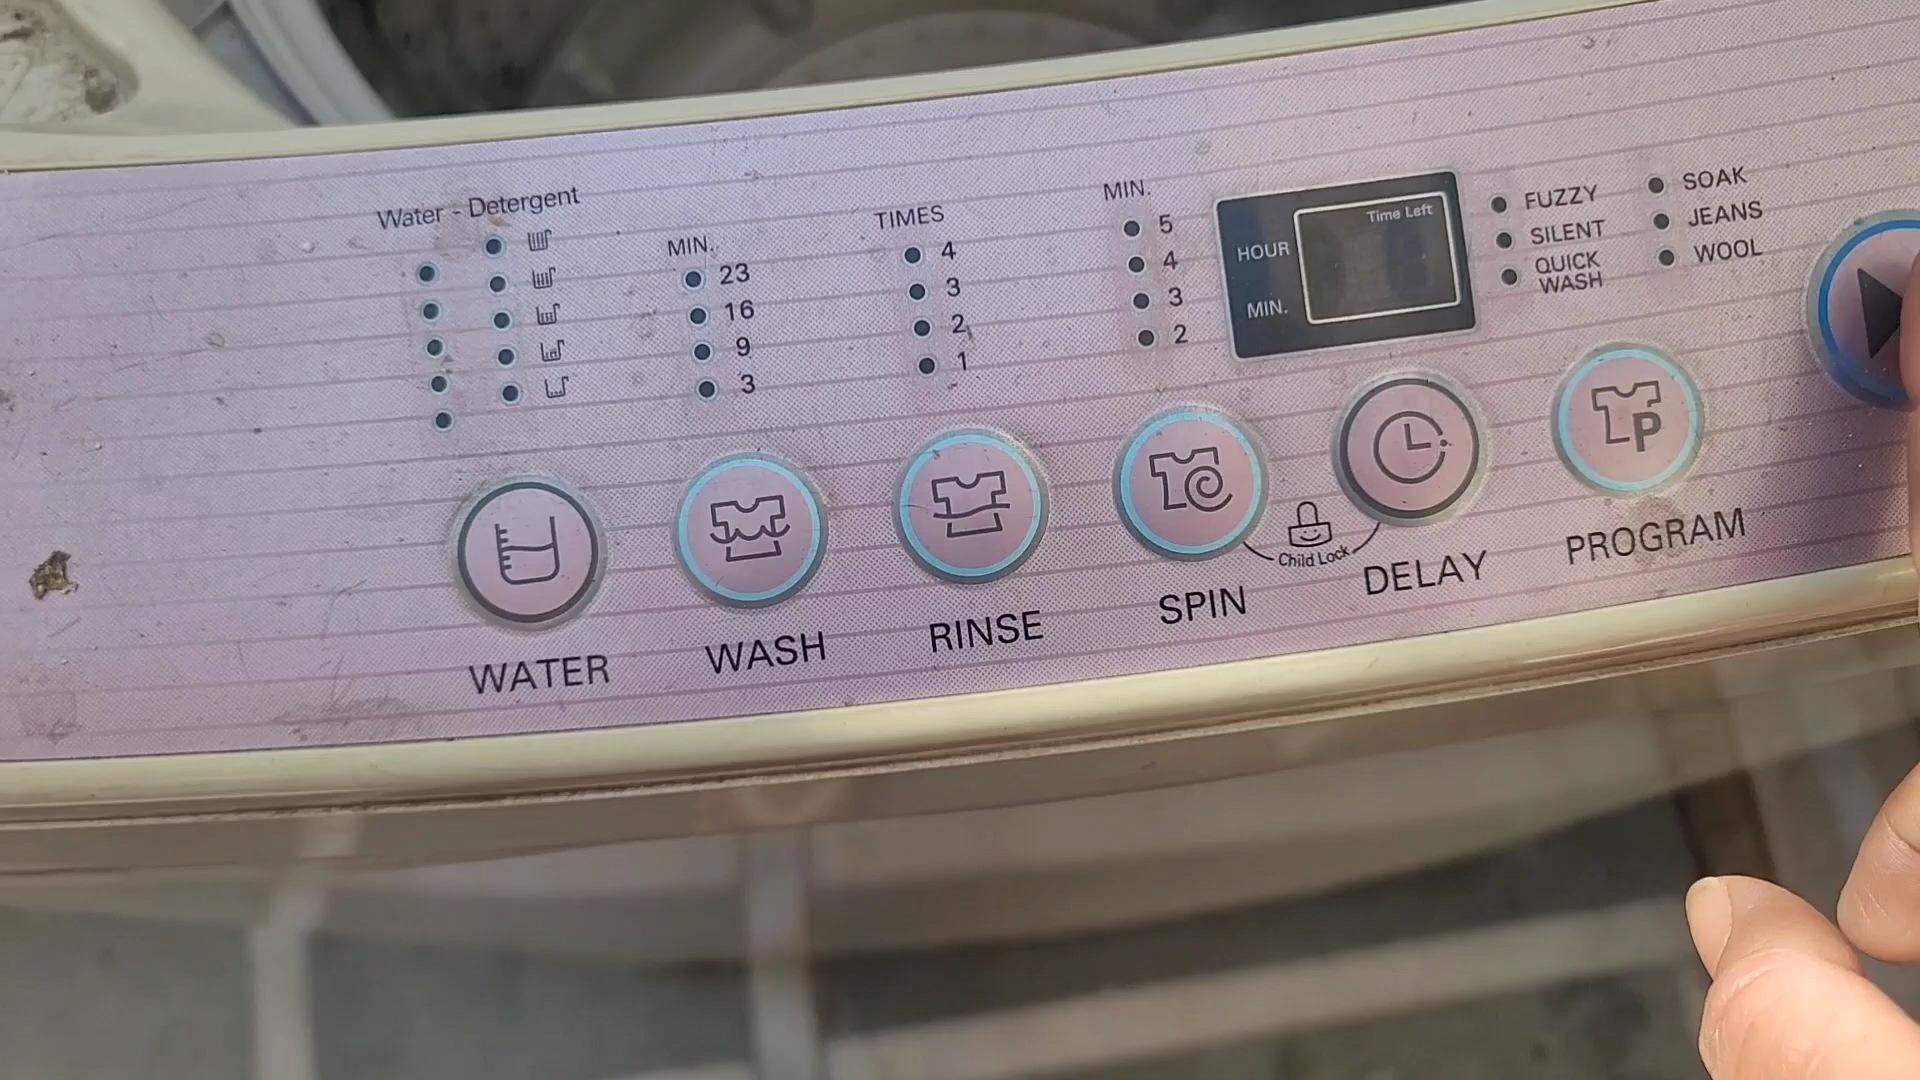 Water - Detergent
MIN.
23
16
9
3
TIMES
4
3
2
1
MIN.
5
4
3
2
Time Left
HOUR
MIN.
FUZZY
SILENT
QUICK
WASH
SOAK
JEANS
WOOL
P
Child Lock
WATER
WASH
RINSE
SPIN
DELAY
PROGRAM